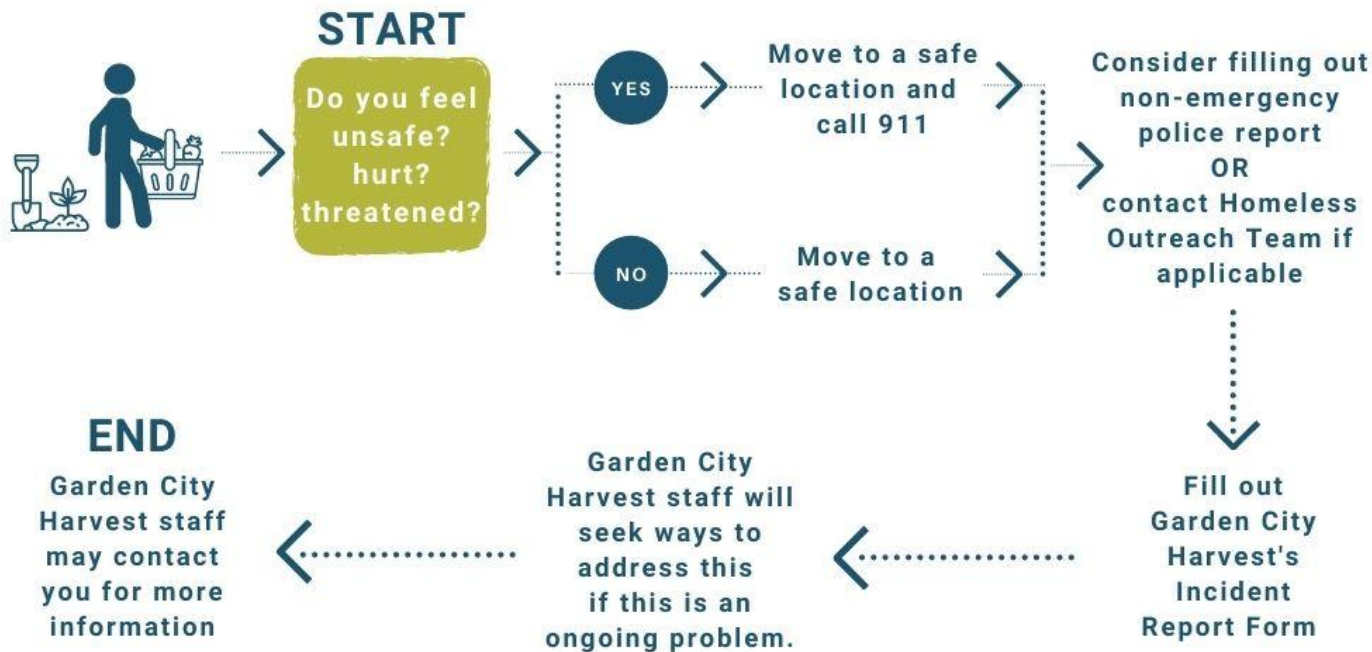 START
Do you feel
unsafe?
hurt?
threatened?
YES
Move to a safe
location and
call 911
NO
Move to a
safe location
Consider filling out
non-emergency
police report
OR
contact Homeless
Outreach Team if
applicable
Fill out
Garden City
Harvest's
Incident
Report Form
Garden City
Harvest staff will
seek ways to
address this
if this is an
ongoing problem.
END
Garden City
Harvest staff
may contact
you for more
information